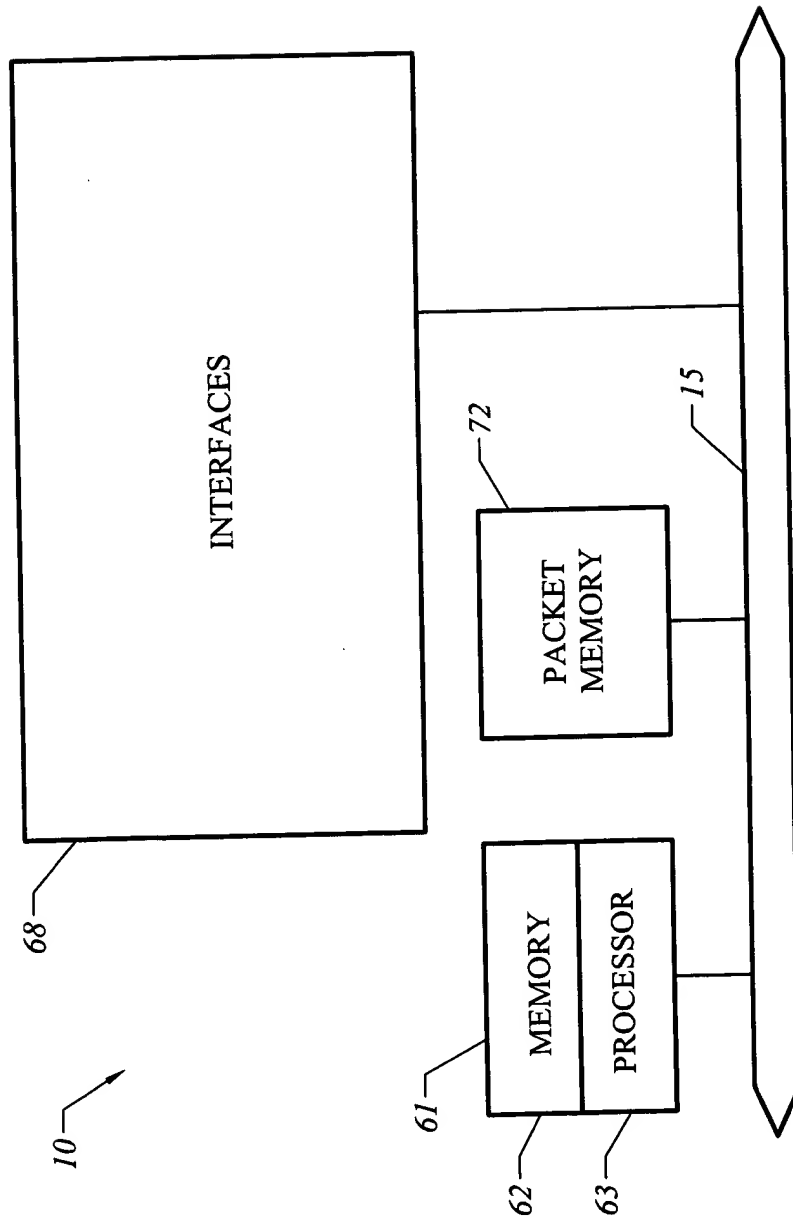 10
68
INTERFACES
61
62
MEMORY
63
PROCESSOR
PACKET
MEMORY
72
15